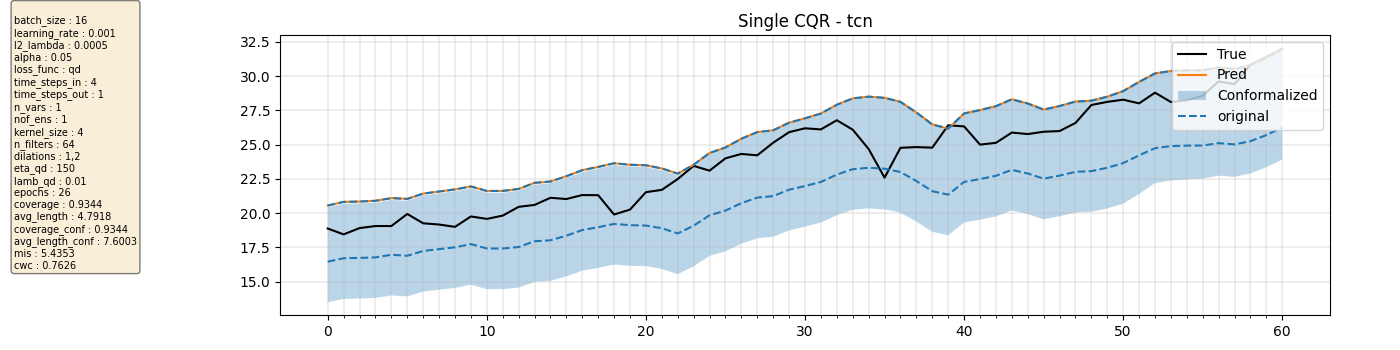 batch_size : 16
learning_rate : 0.001
l2_lambda : 0.0005
alpha : 0.05
loss_func : qd
time_steps_in : 4
time_steps_out : 1
n_vars : 1
nof_ens : 1
kernel_size : 4
n_filters : 64
dilations : 1,2
eta_qd : 150
lamb_qd : 0.01
epochs : 26
coverage : 0.9344
avg_length : 4.7918
coverage_conf : 0.9344
avg_length_conf : 7.6003
mis : 5.4353
cwc : 0.7626
Single CQR - tcn
32.5
30.0
27.5
25.0
22.5
20.0
17.5
15.0
0 10 20 30 40 50 60
True
Pred
Conformalized
original